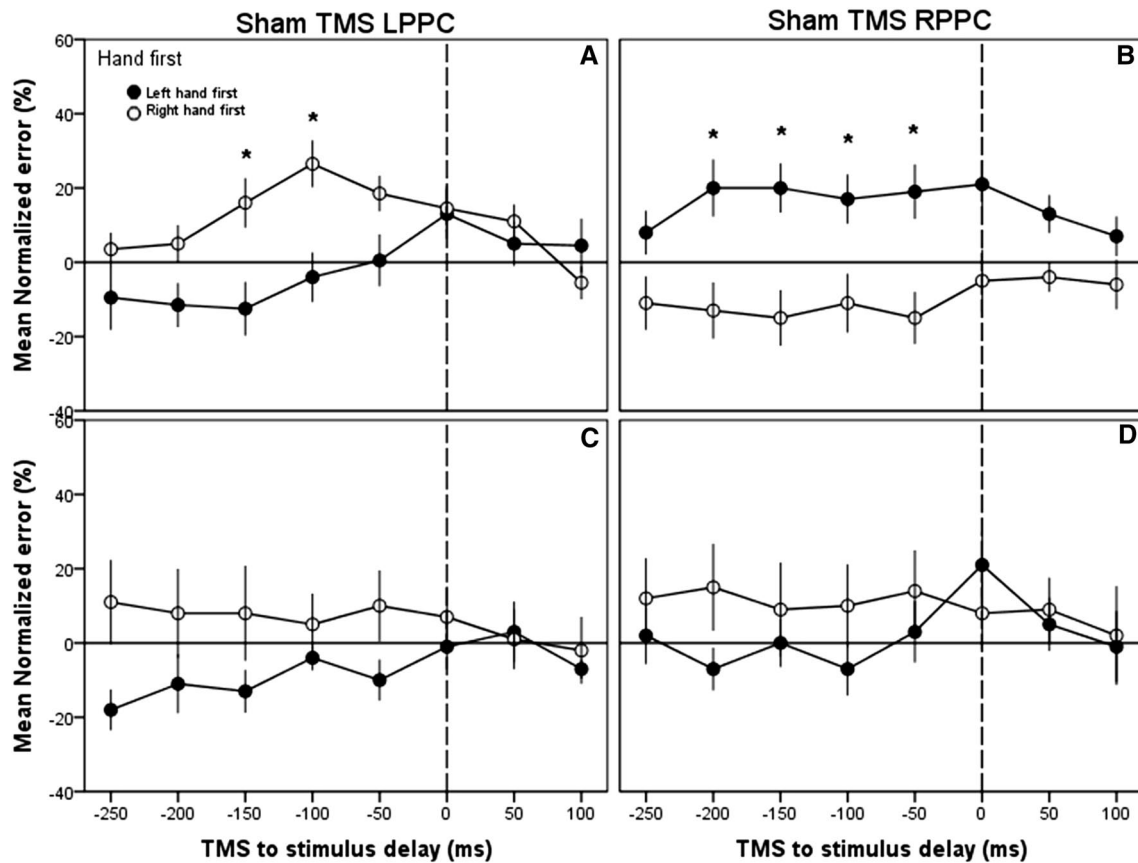 Sham TMS LPPC
Sham TMS RPPC
Mean Normalized error (%)
60
40
20
0
-20
-40
Hand first
Left hand first
Right hand first
*
*
A
*
*
*
*
B
Mean Normalized error (%)
60
40
20
0
-20
-40
C
D
-250 -200 -150 -100 -50 0 50 100
-250 -200 -150 -100 -50 0 50 100
TMS to stimulus delay (ms)
TMS to stimulus delay (ms)